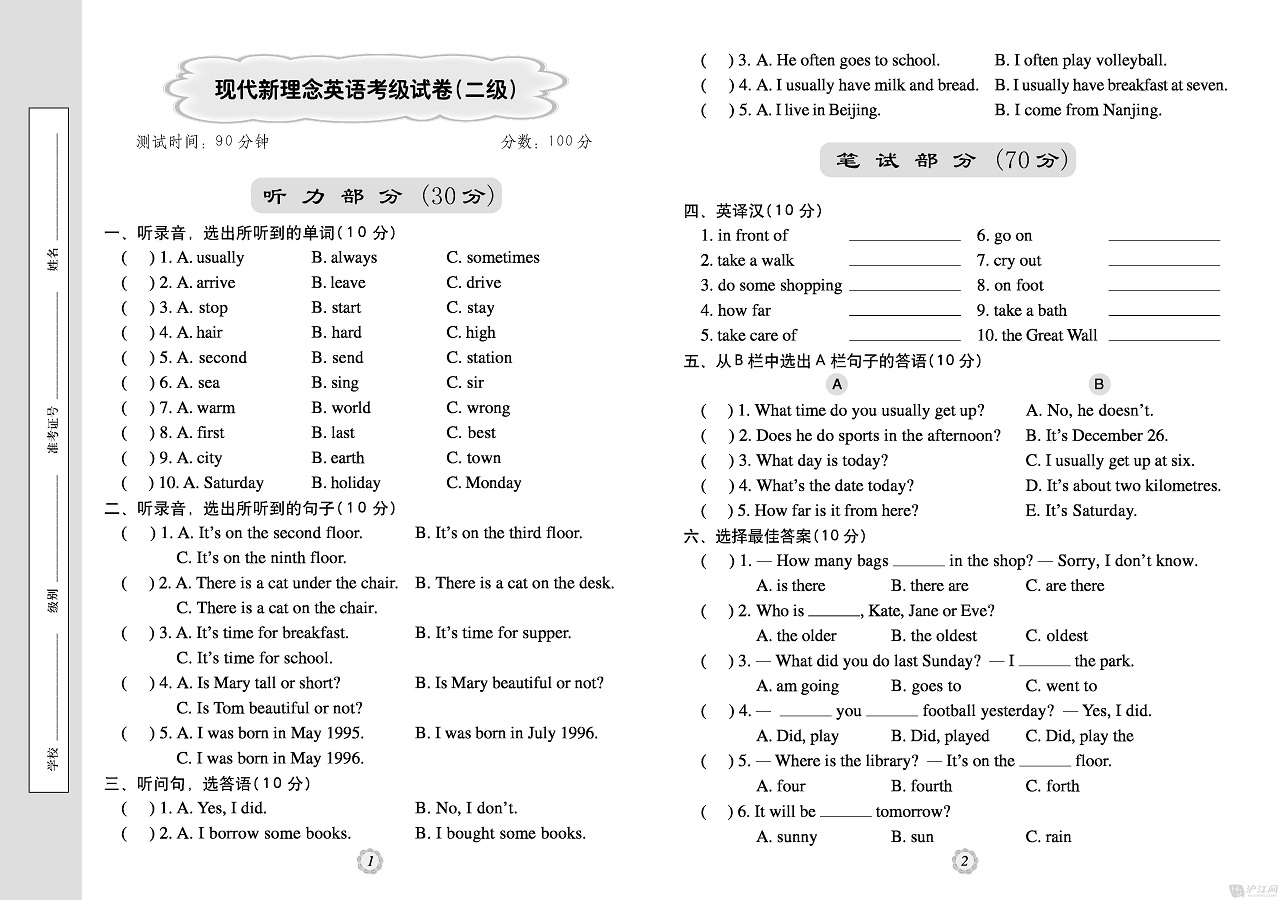 现代新理念英语考级试卷(二级)
测试时间：90 分钟 分数：100 分
听 力 部 分 (30分)
一、听录音，选出所听到的单词(10 分)
( ) 1. A. usually B. always C. sometimes
( ) 2. A. arrive B. leave C. drive
( ) 3. A. stop B. start C. stay
( ) 4. A. hair B. hard C. high
( ) 5. A. second B. send C. station
( ) 6. A. sea B. sing C. sir
( ) 7. A. warm B. world C. wrong
( ) 8. A. first B. last C. best
( ) 9. A. city B. earth C. town
( ) 10. A. Saturday B. holiday C. Monday
二、听录音，选出所听到的句子(10 分)
( ) 1. A. It's on the second floor. B. It's on the third floor.
C. It's on the ninth floor.
( ) 2. A. There is a cat under the chair. B. There is a cat on the desk.
C. There is a cat on the chair.
( ) 3. A. It's time for breakfast. B. It's time for supper.
C. It's time for school.
( ) 4. A. Is Mary tall or short? B. Is Mary beautiful or not?
C. Is Tom beautiful or not?
( ) 5. A. I was born in May 1995. B. I was born in July 1996.
C. I was born in May 1996.
三、听问句，选答语(10 分)
( ) 1. A. Yes, I did. B. No, I don't.
( ) 2. A. I borrow some books. B. I bought some books.
1
学校 ______ 级别 ______ 准考证号 ______ 姓名 ______
( ) 3. A. He often goes to school. B. I often play volleyball.
( ) 4. A. I usually have milk and bread. B. I usually have breakfast at seven.
( ) 5. A. I live in Beijing. B. I come from Nanjing.
笔 试 部 分 (70分)
四、英译汉(10 分)
1. in front of ______ 6. go on ______
2. take a walk ______ 7. cry out ______
3. do some shopping ______ 8. on foot ______
4. how far ______ 9. take a bath ______
5. take care of ______ 10. the Great Wall ______
五、从 B 栏中选出 A 栏句子的答语(10 分)
A B
( ) 1. What time do you usually get up? A. No, he doesn't.
( ) 2. Does he do sports in the afternoon? B. It's December 26.
( ) 3. What day is today? C. I usually get up at six.
( ) 4. What's the date today? D. It's about two kilometres.
( ) 5. How far is it from here? E. It's Saturday.
六、选择最佳答案(10 分)
( ) 1. — How many bags ______ in the shop? — Sorry, I don't know.
A. is there B. there are C. are there
( ) 2. Who is ______, Kate, Jane or Eve?
A. the older B. the oldest C. oldest
( ) 3. — What did you do last Sunday? — I ______ the park.
A. am going B. goes to C. went to
( ) 4. — ______ you ______ football yesterday? — Yes, I did.
A. Did, play B. Did, played C. Did, play the
( ) 5. — Where is the library? — It's on the ______ floor.
A. four B. fourth C. forth
( ) 6. It will be ______ tomorrow?
A. sunny B. sun C. rain
2
沪江网